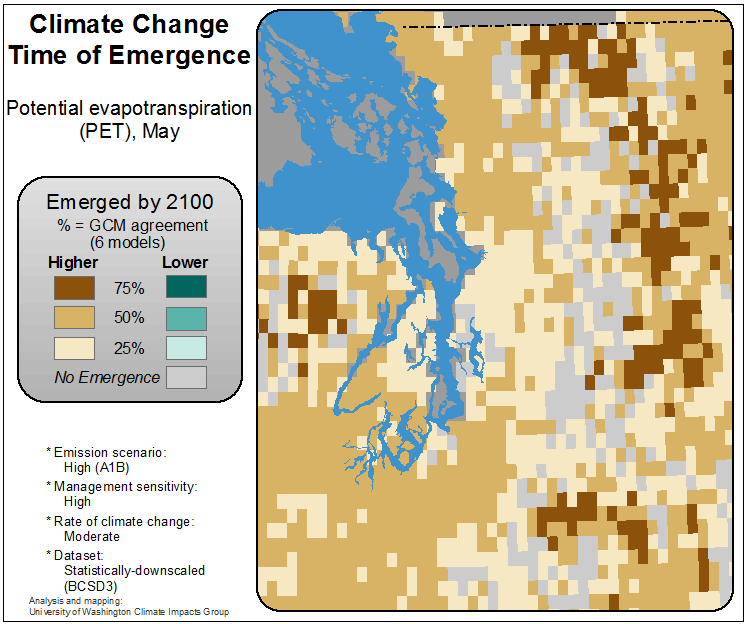 Climate Change
Time of Emergence
Potential evapotranspiration
(PET), May
Emerged by 2100
% = GCM agreement
(6 models)
Higher Lower
75%
50%
25%
No Emergence
* Emission scenario:
High (A1B)
* Management sensitivity:
High
* Rate of climate change:
Moderate
* Dataset:
Statistically-downscaled
(BCSD3)
Analysis and mapping:
University of Washington Climate Impacts Group